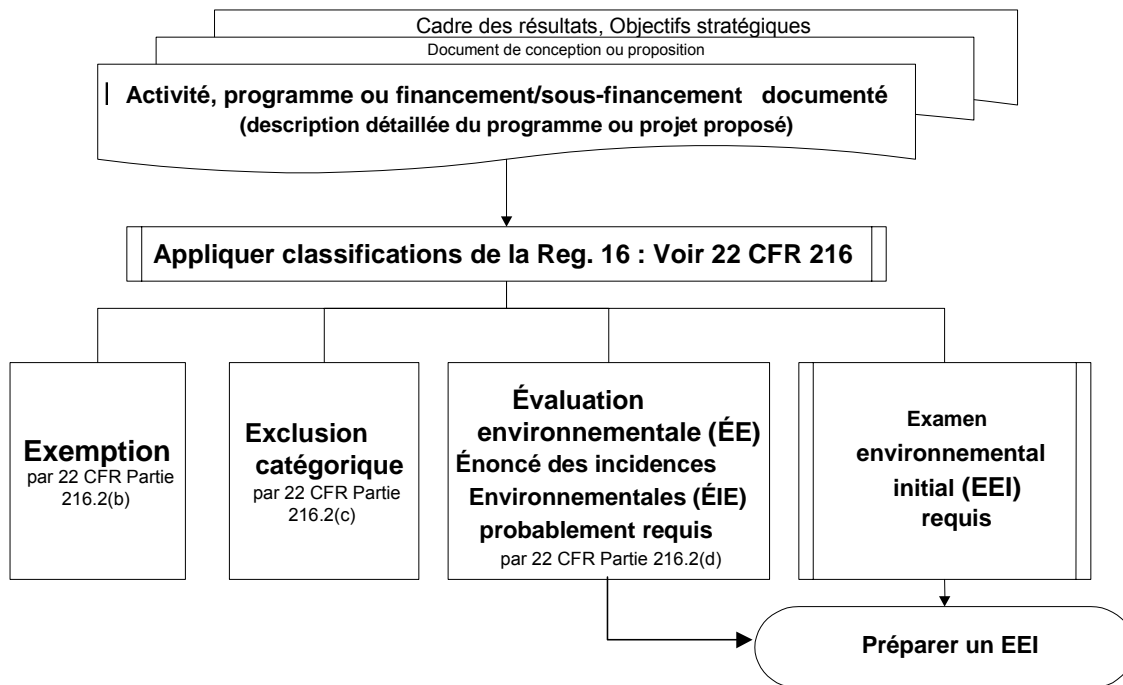 Cadre des résultats, Objectifs stratégiques
Document de conception ou proposition
Activité, programme ou financement/sous-financement documenté
(description détaillée du programme ou projet proposé)
Appliquer classifications de la Reg. 16 : Voir 22 CFR 216
Exemption
par 22 CFR Partie
216.2(b)
Exclusion
catégorique
par 22 CFR Partie
216.2(c)
Évaluation
environnementale (ÉE)
Énoncé des incidences
Environnementales (ÉIE)
probablement requis
par 22 CFR Partie 216.2(d)
Examen
environnemental
initial (EEI)
requis
Préparer un EEI